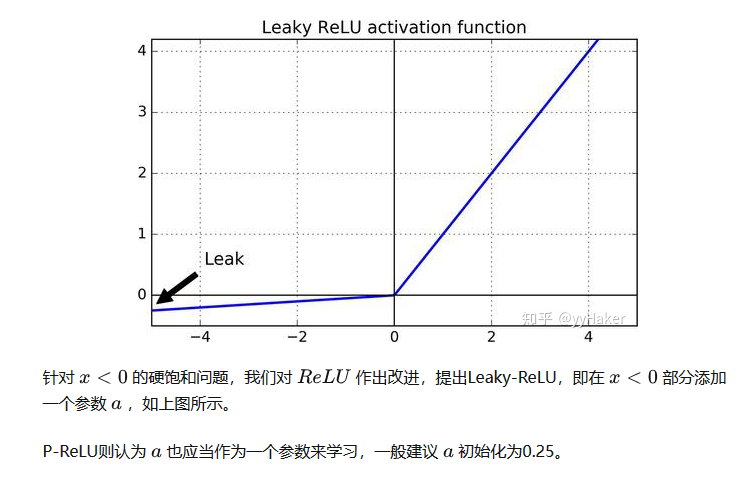 Leaky ReLU activation function
4
3
2
1
Leak
0
−4 −2 0 2 4
知乎 @yyHaker
针对 x < 0 的硬饱和问题，我们对 ReLU 作出改进，提出Leaky-ReLU，即在 x < 0 部分添加
一个参数 a ，如上图所示。
P-ReLU则认为 a 也应当作为一个参数来学习，一般建议 a 初始化为0.25。